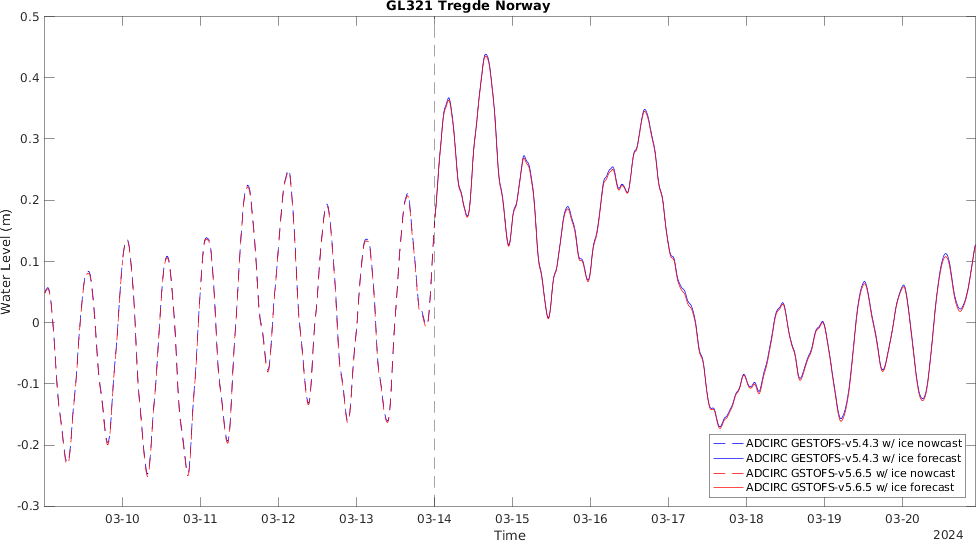 GL321 Tregde Norway
0.5
0.4
0.3
0.2
0.1
0
-0.1
-0.2
-0.3
Water Level (m)
ADCIRC GESTOFS-v5.4.3 w/ ice nowcast
ADCIRC GESTOFS-v5.4.3 w/ ice forecast
ADCIRC GSTOFS-v5.6.5 w/ ice nowcast
ADCIRC GSTOFS-v5.6.5 w/ ice forecast
03-10 03-11 03-12 03-13 03-14 03-15 03-16 03-17 03-18 03-19 03-20
Time
2024